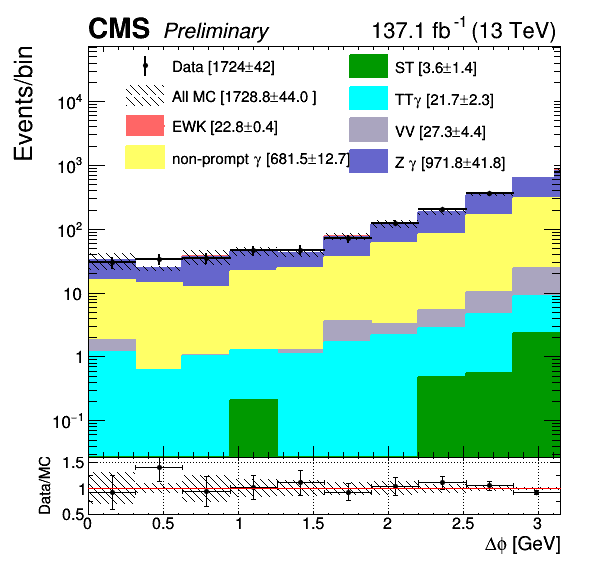 CMS Preliminary 137.1 fb⁻¹ (13 TeV)
Events/bin
Data [1724±42]
All MC [1728.8±44.0 ]
EWK [22.8±0.4]
non-prompt γ [681.5±12.7]
ST [3.6±1.4]
TTγ [21.7±2.3]
VV [27.3±4.4]
Z γ [971.8±41.8]
10⁴
10³
10²
10
1
10⁻¹
Data/MC
1.5
1
0.5
0 0.5 1 1.5 2 2.5 3
Δϕ [GeV]